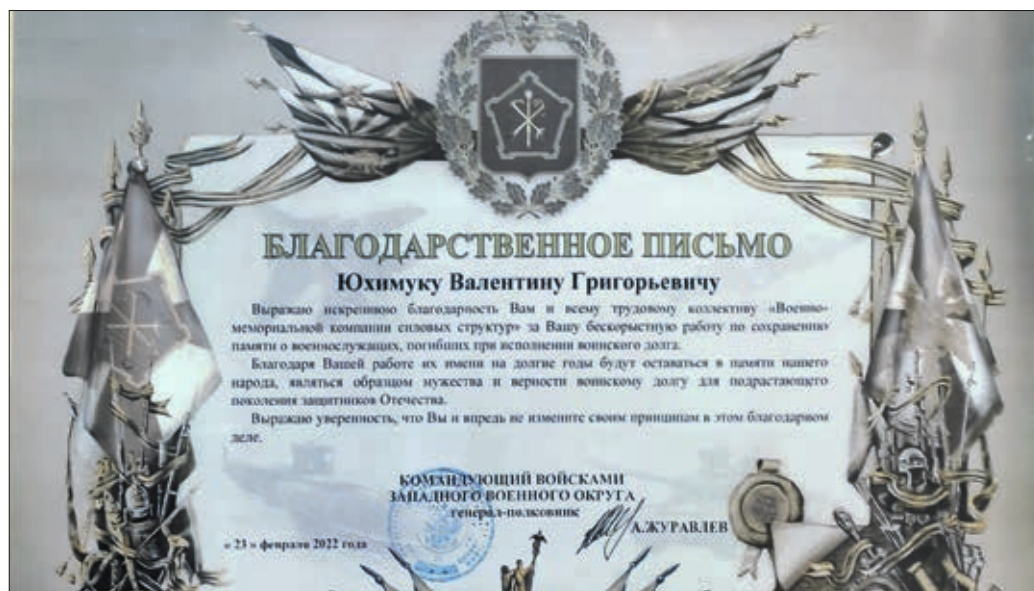 БЛАГОДАРСТВЕННОЕ ПИСЬМО
Юхимуку Валентину Григорьевичу
Выражаю искреннюю благодарность Вам и всему трудовому коллективу «Военно-
мемориальной компании силовых структур» за Вашу бескорыстную работу по сохранению
памяти о военнослужащих, погибших при исполнении воинского долга.
Благодаря Вашей работе их имена на долгие годы будут оставаться в памяти нашего
народа, являться образцом мужества и верности воинскому долгу для подрастающего
поколения защитников Отечества.
Выражаю уверенность, что Вы и впредь не измените своим принципам в этом благодарном
деле.
КОМАНДУЮЩИЙ ВОЙСКАМИ
ЗАПАДНОГО ВОЕННОГО ОКРУГА
генерал-полковник
А.ЖУРАВЛЕВ
« 23 » февраля 2022 года